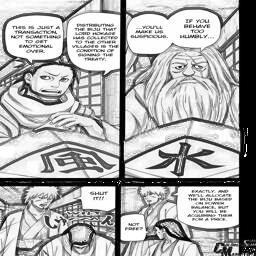 THIS IS JUST A
TRANSACTION,
NOT SOMETHING
TO GET
EMOTIONAL
OVER.
DISTRIBUTING
THE BIJU THAT
LORD HOKAGE
HAS COLLECTED
TO THE OTHER
VILLAGES IS THE
CONDITION OF
SIGNING THE
TREATY.
IF YOU
BEHAVE
TOO
HUMBLY...
...YOU'LL
MAKE US
SUSPICIOUS.
風
水
SHUT
IT!!
EXACTLY. AND
WE'LL ALLOCATE
THE BIJU BASED
ON POWER
BALANCE, BUT
YOU WILL BE
ACQUIRING THEM
FOR A PRICE.
NOT
FREE?